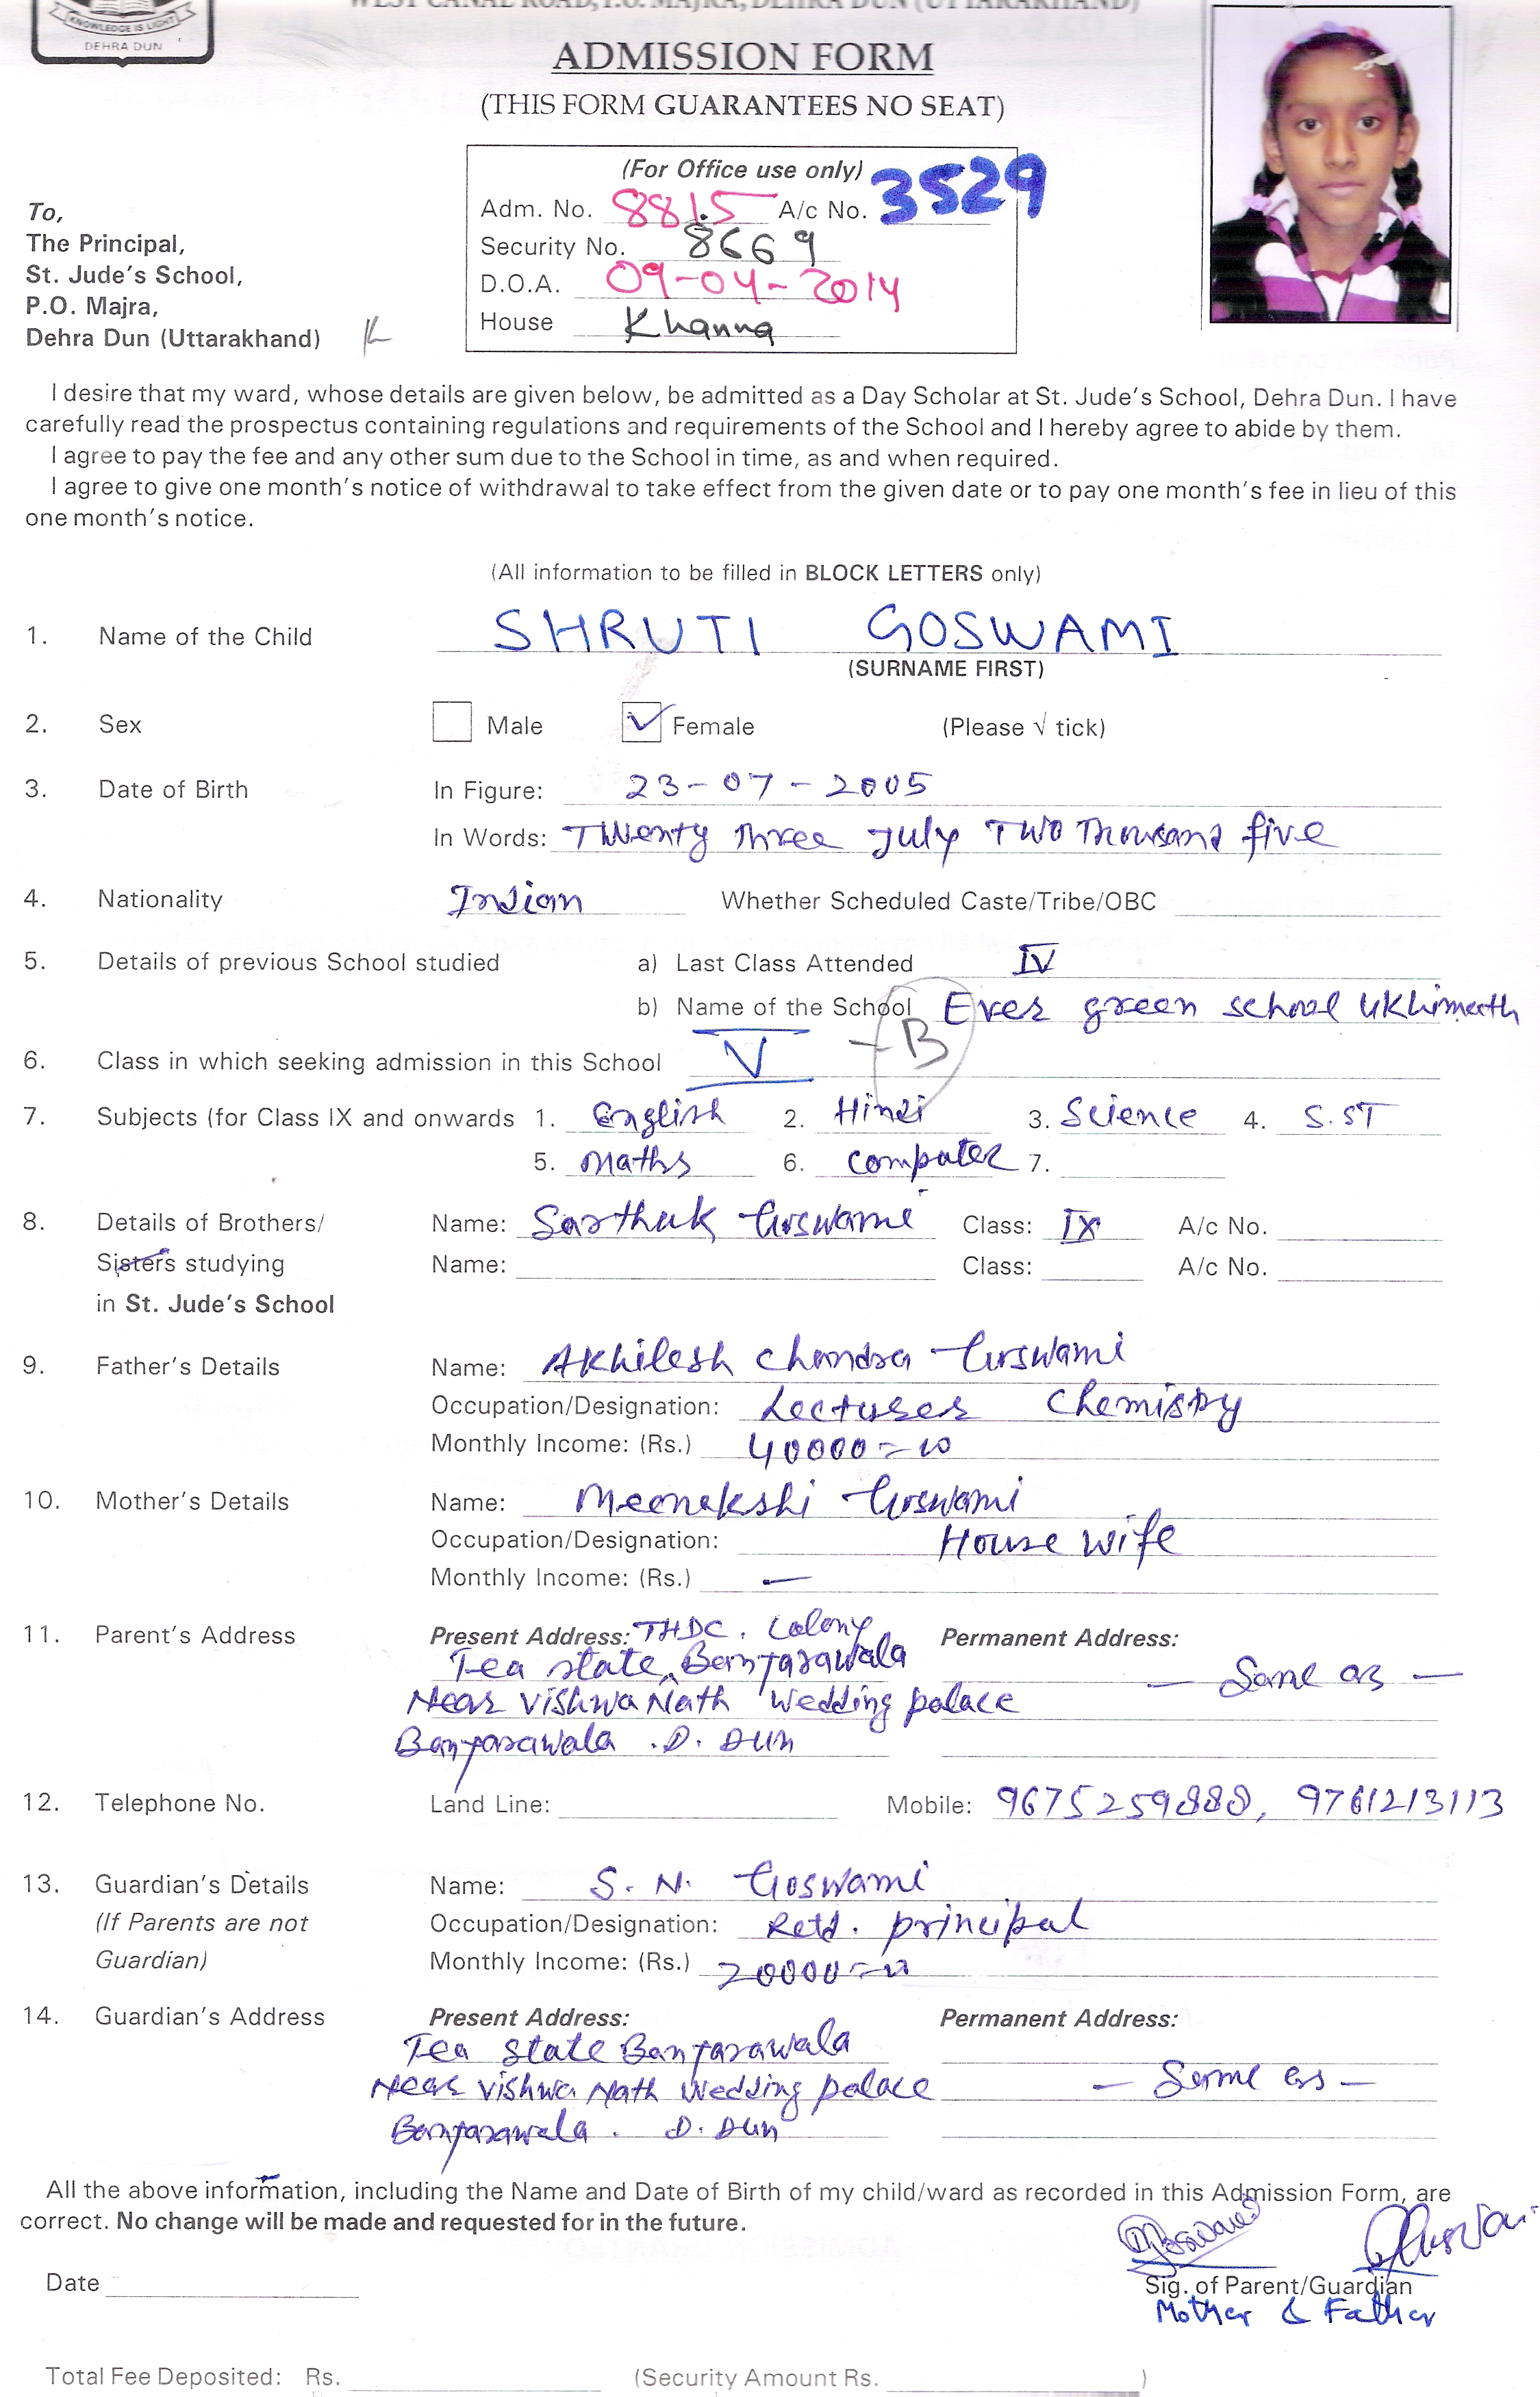 WEST CANAL ROAD, P.O. MAJRA, DEHRA DUN (UTTARAKHAND)
KNOWLEDGE IS LIGHT
DEHRA DUN
ADMISSION FORM
(THIS FORM GUARANTEES NO SEAT)
(For Office use only)
Adm. No. 8815 A/c No. 3529
Security No. 8669
D.O.A. 09-04-2014
House Khanna
To,
The Principal,
St. Jude's School,
P.O. Majra,
Dehra Dun (Uttarakhand)
I desire that my ward, whose details are given below, be admitted as a Day Scholar at St. Jude's School, Dehra Dun. I have
carefully read the prospectus containing regulations and requirements of the School and I hereby agree to abide by them.
I agree to pay the fee and any other sum due to the School in time, as and when required.
I agree to give one month's notice of withdrawal to take effect from the given date or to pay one month's fee in lieu of this
one month's notice.
(All information to be filled in BLOCK LETTERS only)
1. Name of the Child SHRUTI GOSWAMI
(SURNAME FIRST)
2. Sex Male ✓ Female (Please √ tick)
3. Date of Birth In Figure: 23-07-2005
In Words: Twenty Three July Two Thousand five
4. Nationality Indian Whether Scheduled Caste/Tribe/OBC
5. Details of previous School studied a) Last Class Attended IV
b) Name of the School Ever green school Ukhimath
6. Class in which seeking admission in this School V - B
7. Subjects (for Class IX and onwards 1. English 2. Hindi 3. Science 4. S.ST
5. Maths 6. Computer 7.
8. Details of Brothers/ Name: Sarthak Goswami Class: IX A/c No.
Sisters studying Name: Class: A/c No.
in St. Jude's School
9. Father's Details Name: Akhilesh Chandra Goswami
Occupation/Designation: Lecturer Chemistry
Monthly Income: (Rs.) 40000=00
10. Mother's Details Name: Meenakshi Goswami
Occupation/Designation: House wife
Monthly Income: (Rs.) —
11. Parent's Address Present Address: THDC. Colony Permanent Address:
Tea state, Banjarawala — Same as —
Near Vishwa Nath Wedding palace
Banjarawala . D. Dun
12. Telephone No. Land Line: Mobile: 9675259888, 9761213113
13. Guardian's Details Name: S. N. Goswami
(If Parents are not Occupation/Designation: Retd. principal
Guardian) Monthly Income: (Rs.) 20000=00
14. Guardian's Address Present Address: Permanent Address:
Tea state Banjarawala
Near Vishwa Nath Wedding palace — Same as —
Banjarawala . D. Dun
All the above information, including the Name and Date of Birth of my child/ward as recorded in this Admission Form, are
correct. No change will be made and requested for in the future.
Date
Sig. of Parent/Guardian
Mother & Father
Total Fee Deposited: Rs. (Security Amount Rs. )